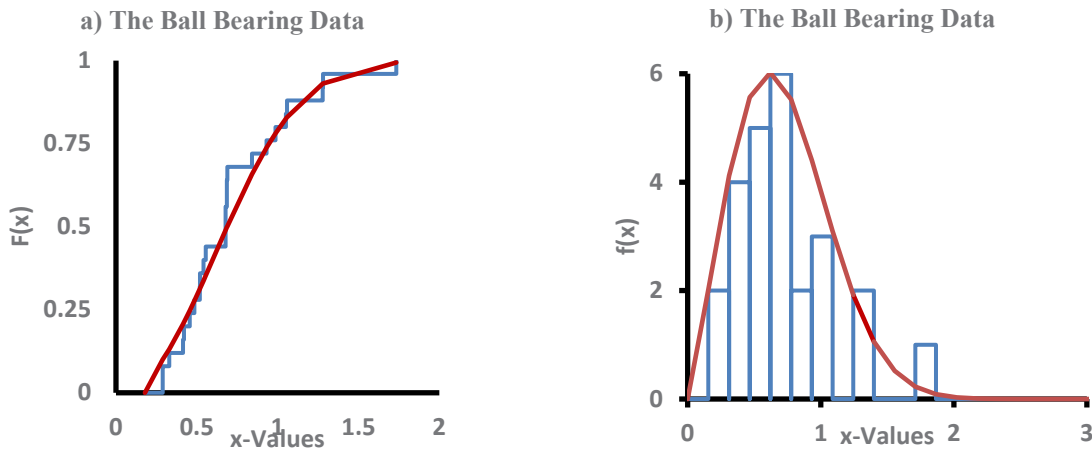 a) The Ball Bearing Data
F(x)
1
0.75
0.5
0.25
0
0 0.5 1 1.5 2
x-Values
b) The Ball Bearing Data
f(x)
6
4
2
0
0 1 2 3
x-Values